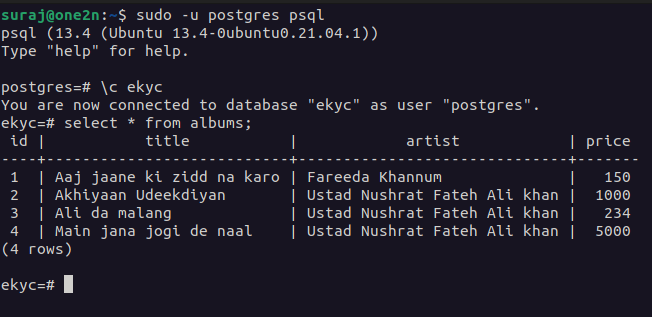 suraj@one2n:~$ sudo -u postgres psql
psql (13.4 (Ubuntu 13.4-0ubuntu0.21.04.1))
Type "help" for help.

postgres=# \c ekyc
You are now connected to database "ekyc" as user "postgres".
ekyc=# select * from albums;
 id |           title           |            artist            | price
----+---------------------------+------------------------------+-------
 1  | Aaj jaane ki zidd na karo | Fareeda Khannum              |   150
 2  | Akhiyaan Udeekdiyan       | Ustad Nushrat Fateh Ali khan |  1000
 3  | Ali da malang             | Ustad Nushrat Fateh Ali khan |   234
 4  | Main jana jogi de naal    | Ustad Nushrat Fateh Ali khan |  5000
(4 rows)

ekyc=#